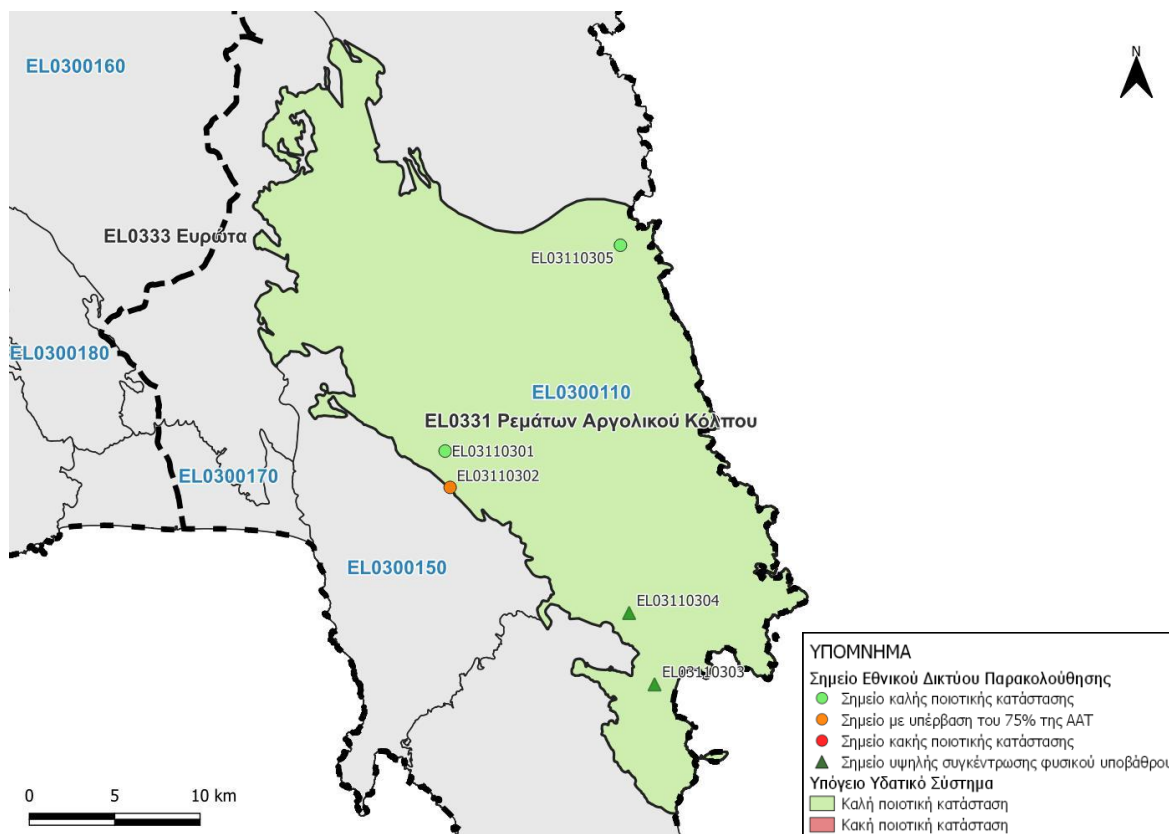 N
EL0300160
EL0333 Ευρώτα
EL03110305
EL0300180
EL0300110
EL0331 Ρεμάτων Αργολικού Κόλπου
EL03110301
EL03110302
EL0300170
EL0300150
EL03110304
EL03110303
0 5 10 km
ΥΠΟΜΝΗΜΑ
Σημείο Εθνικού Δικτύου Παρακολούθησης
Σημείο καλής ποιοτικής κατάστασης
Σημείο με υπέρβαση του 75% της ΑΑΤ
Σημείο κακής ποιοτικής κατάστασης
Σημείο υψηλής συγκέντρωσης φυσικού υποβάθρου
Υπόγειο Υδατικό Σύστημα
Καλή ποιοτική κατάσταση
Κακή ποιοτική κατάσταση